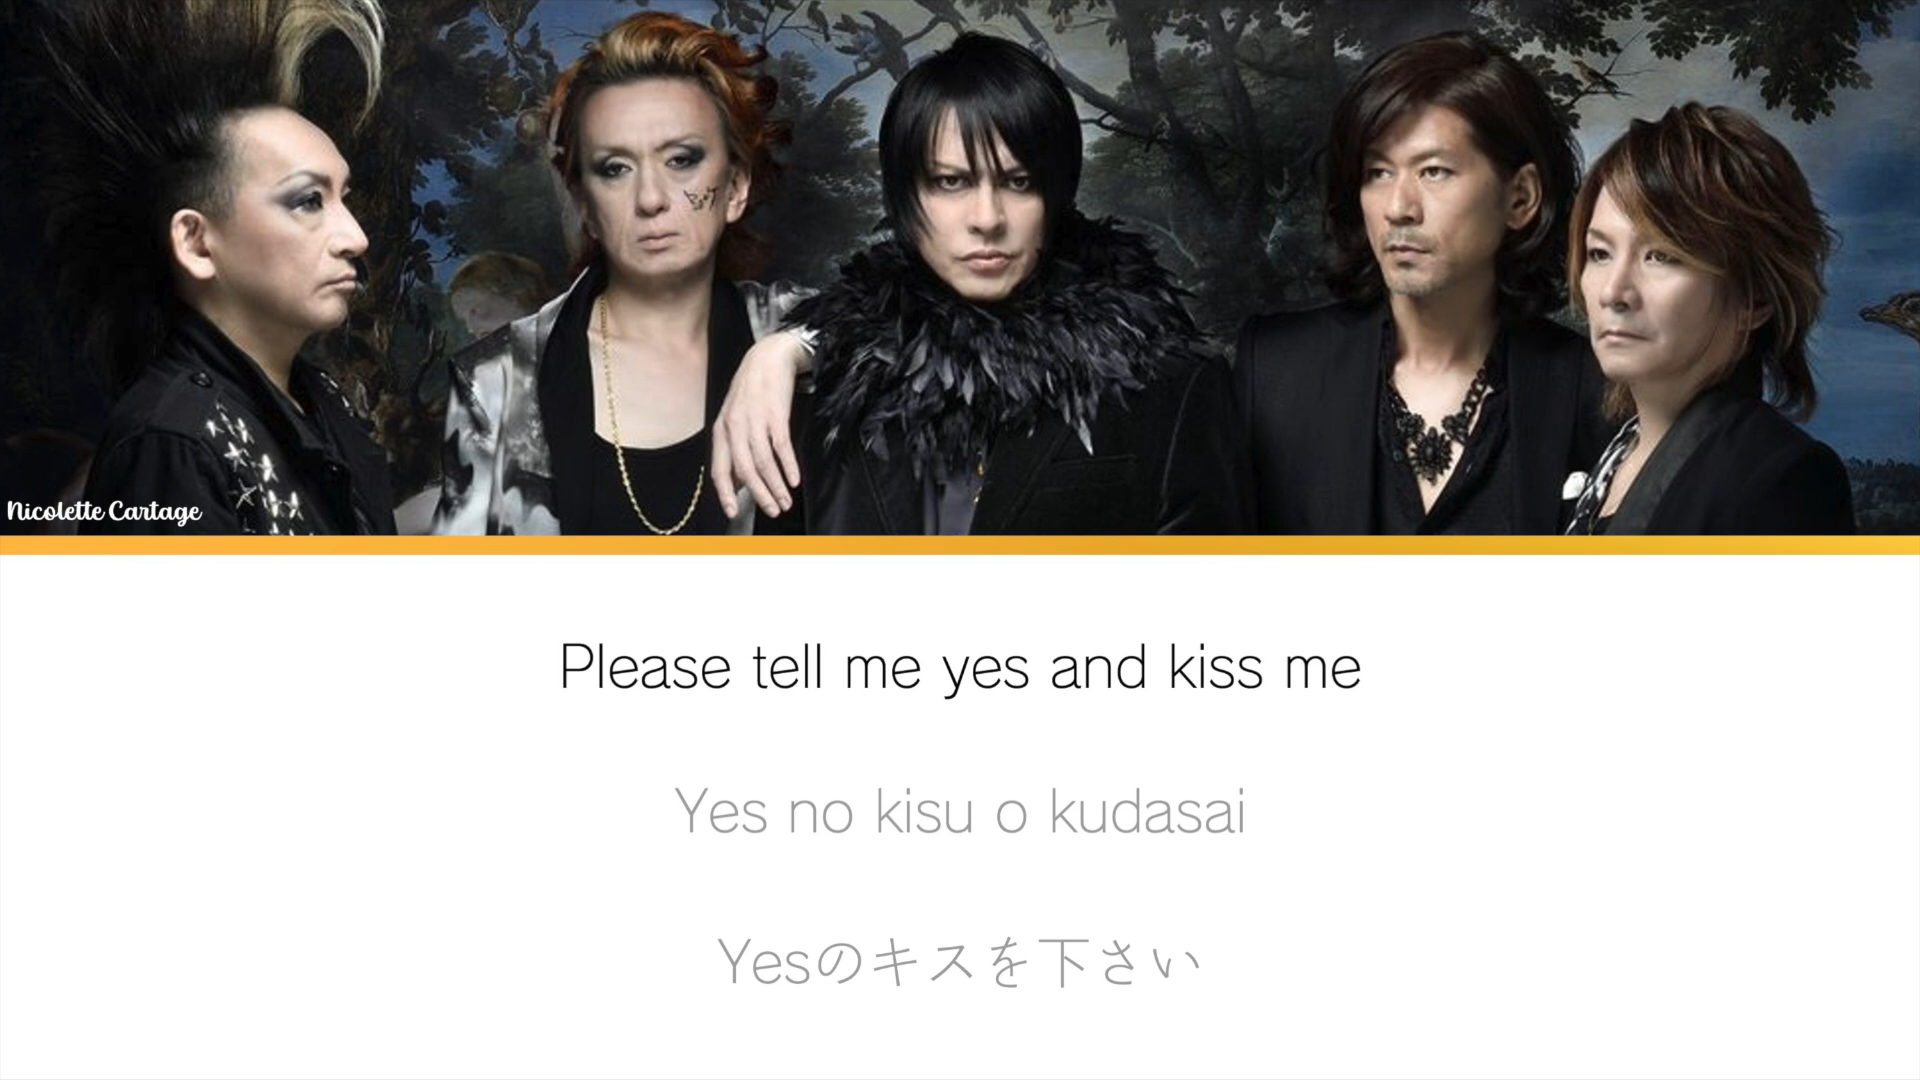 Nicolette Cartage
Please tell me yes and kiss me
Yes no kisu o kudasai
Yesのキスを下さい